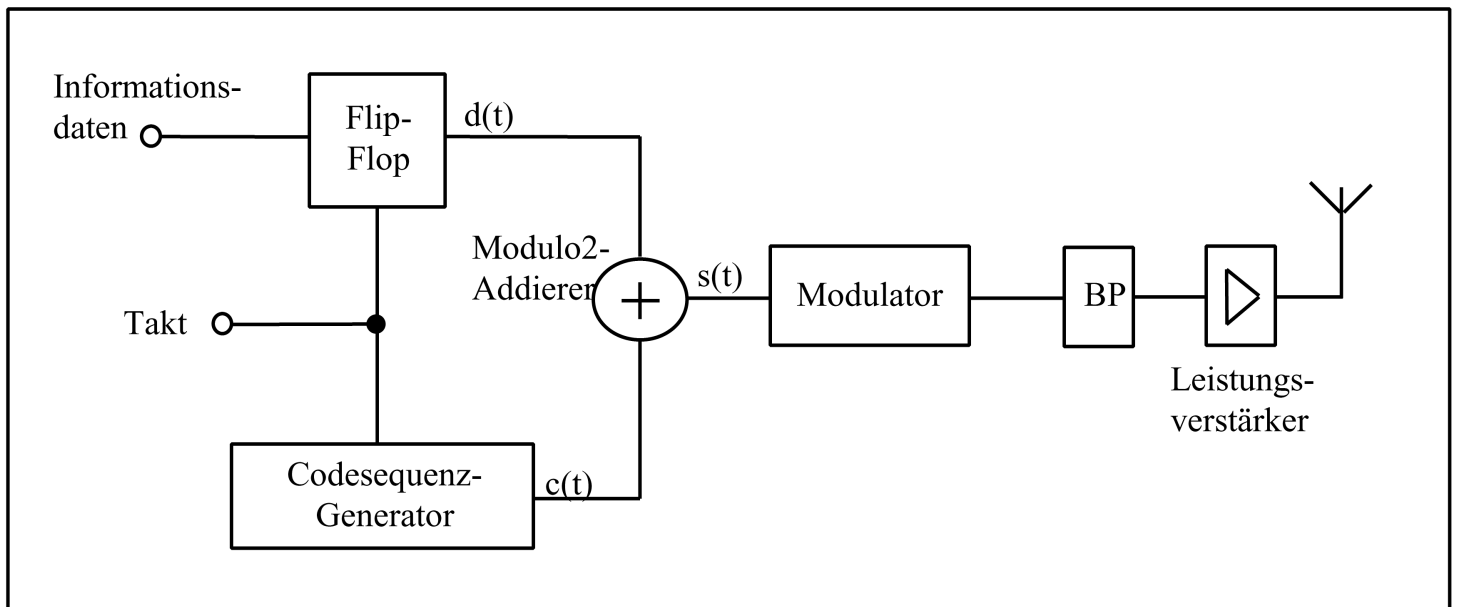 Informations-
daten
Flip-
Flop
d(t)
Modulo2-
Addierer
s(t)
Modulator
BP
Takt
Leistungs-
verstärker
Codesequenz-
Generator
c(t)